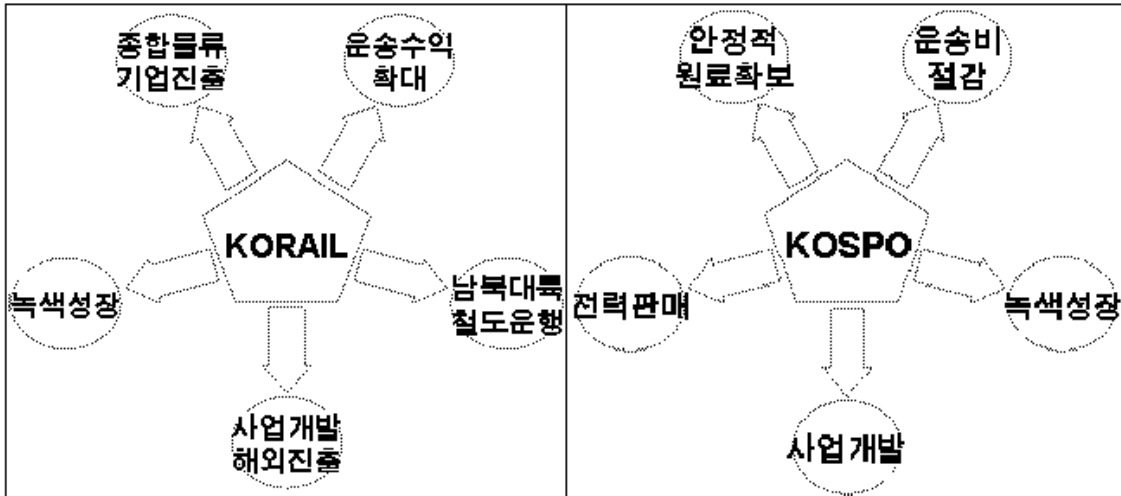 종합물류
기업진출
운송수익
확대
KORAIL
녹색성장
남북대륙
철도운행
사업개발
해외진출
안정적
원료확보
운송비
절감
KOSPO
전력판매
녹색성장
사업개발